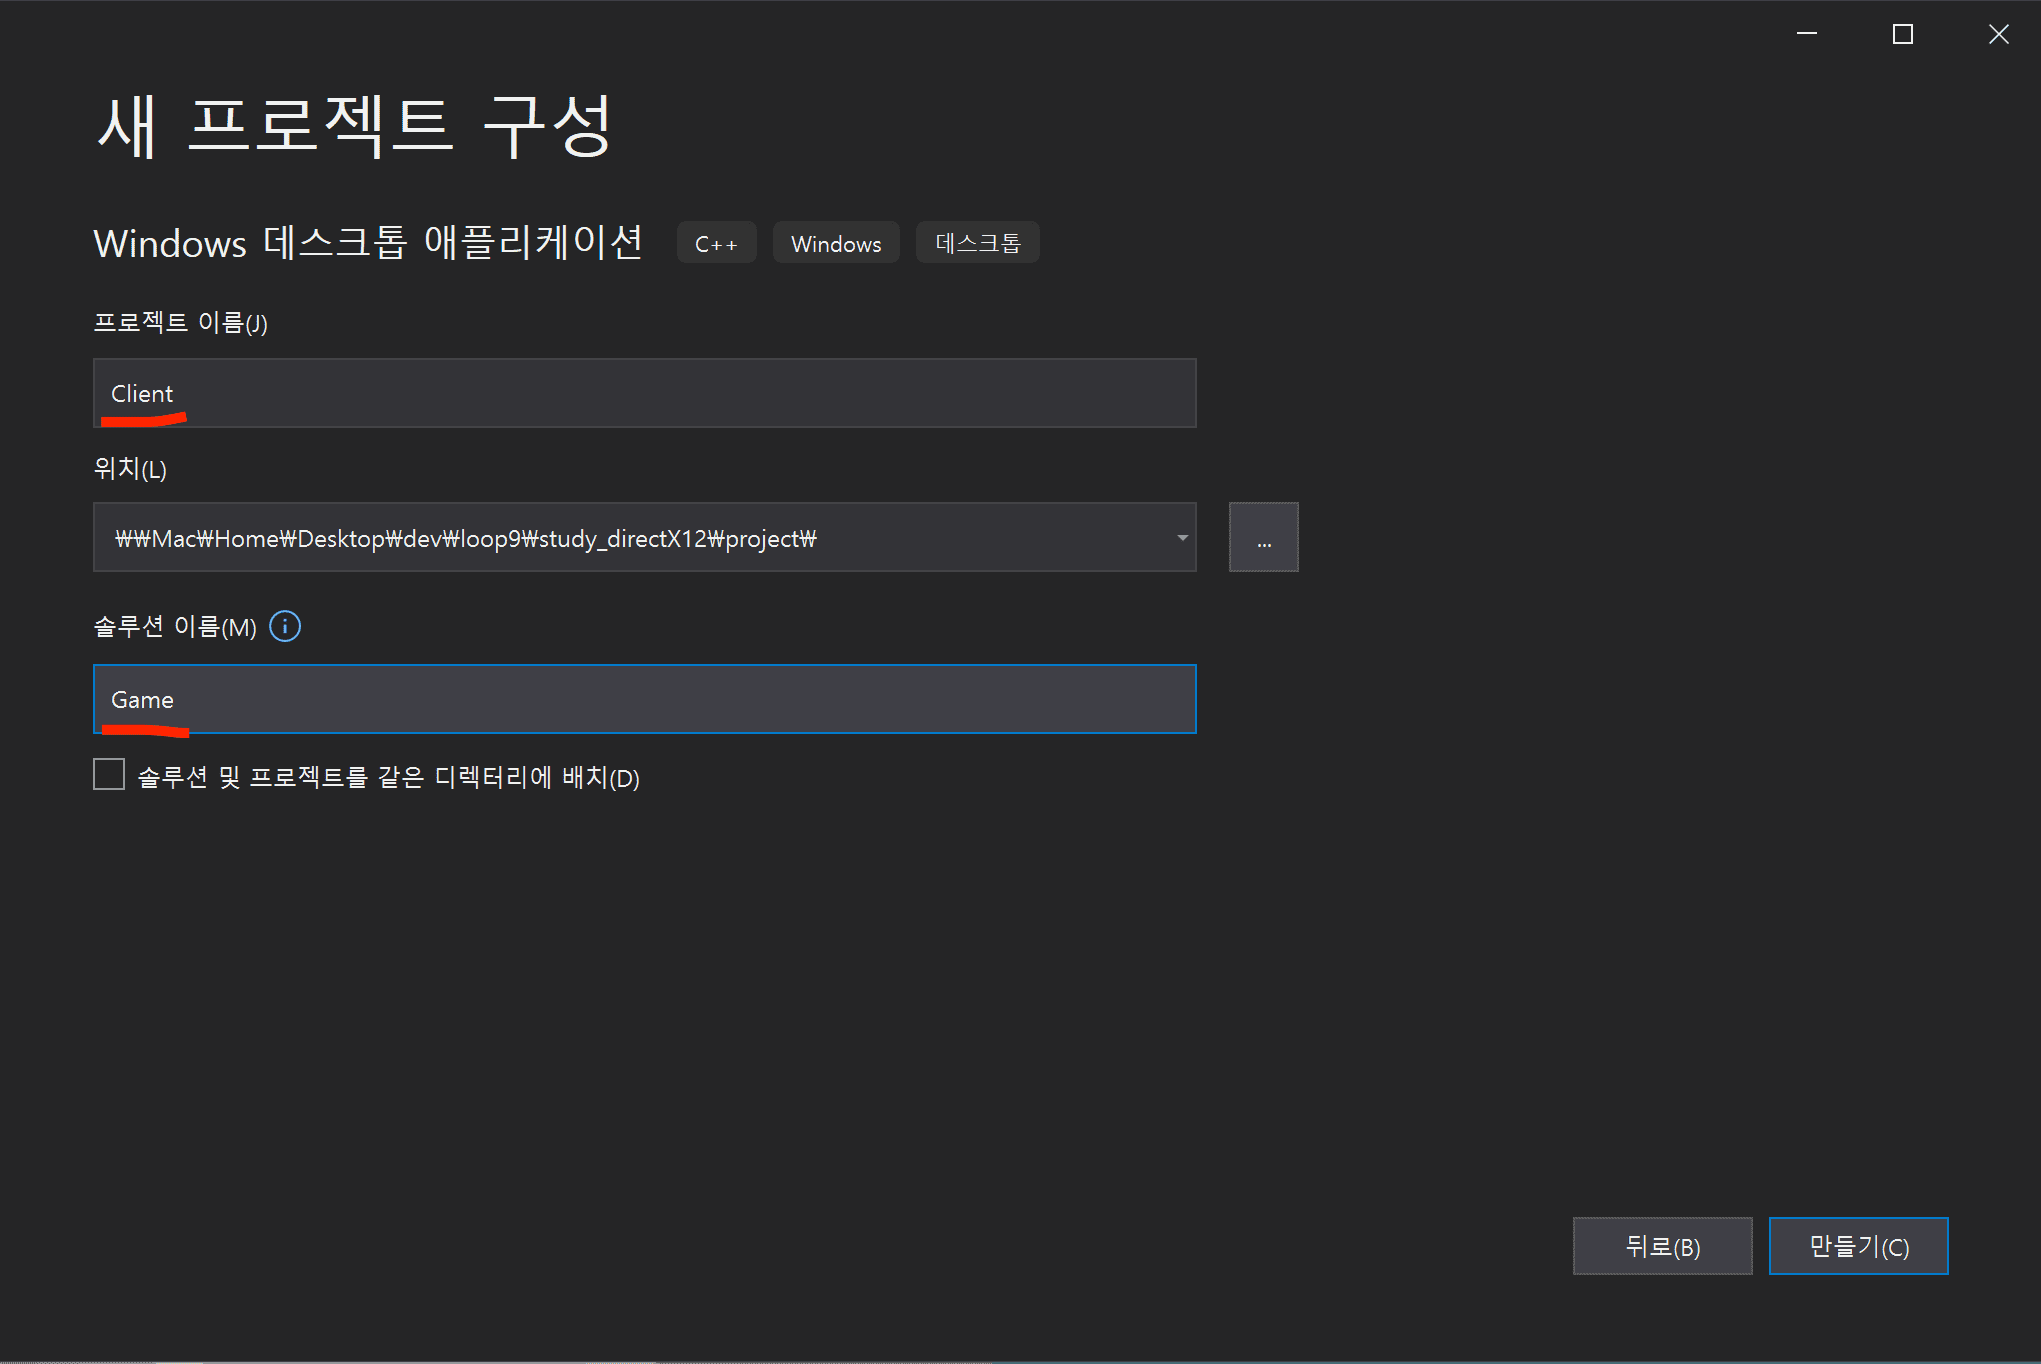 새 프로젝트 구성
Windows 데스크톱 애플리케이션 C++ Windows 데스크톱
프로젝트 이름(J)
Client
위치(L)
₩₩Mac₩Home₩Desktop₩dev₩loop9₩study_directX12₩project₩
...
솔루션 이름(M)
Game
솔루션 및 프로젝트를 같은 디렉터리에 배치(D)
뒤로(B) 만들기(C)